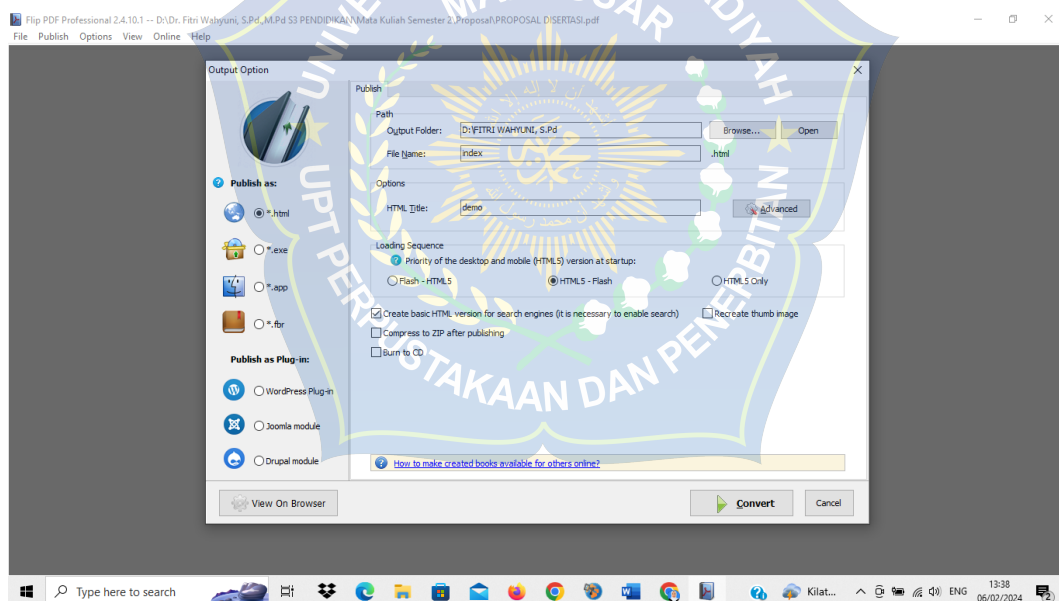 Flip PDF Professional 2.4.10.1 -- D:\Dr. Fitri Wahyuni, S.Pd.,M.Pd S3 PENDIDIKAN\Mata Kuliah Semester 2\Proposal\PROPOSAL DISERTASI.pdf
File Publish Options View Online Help
Output Option
Publish
Path
Output Folder: D:\FITRI WAHYUNI, S.Pd Browse... Open
File Name: index .html
Publish as:
Options
*.html
HTML Title: demo Advanced
Loading Sequence
*.exe
Priority of the desktop and mobile (HTML5) version at startup:
Flash - HTML5 HTML5 - Flash HTML5 Only
*.app
Create basic HTML version for search engines (it is necessary to enable search) Recreate thumb image
*.fbr
Compress to ZIP after publishing
Burn to CD
Publish as Plug-in:
WordPress Plug-in
Joomla module
Drupal module
How to make created books available for others online?
View On Browser Convert Cancel
UPT PERPUSTAKAAN DAN PENERBITAN
Type here to search
Kilat... ENG 13:38
06/02/2024